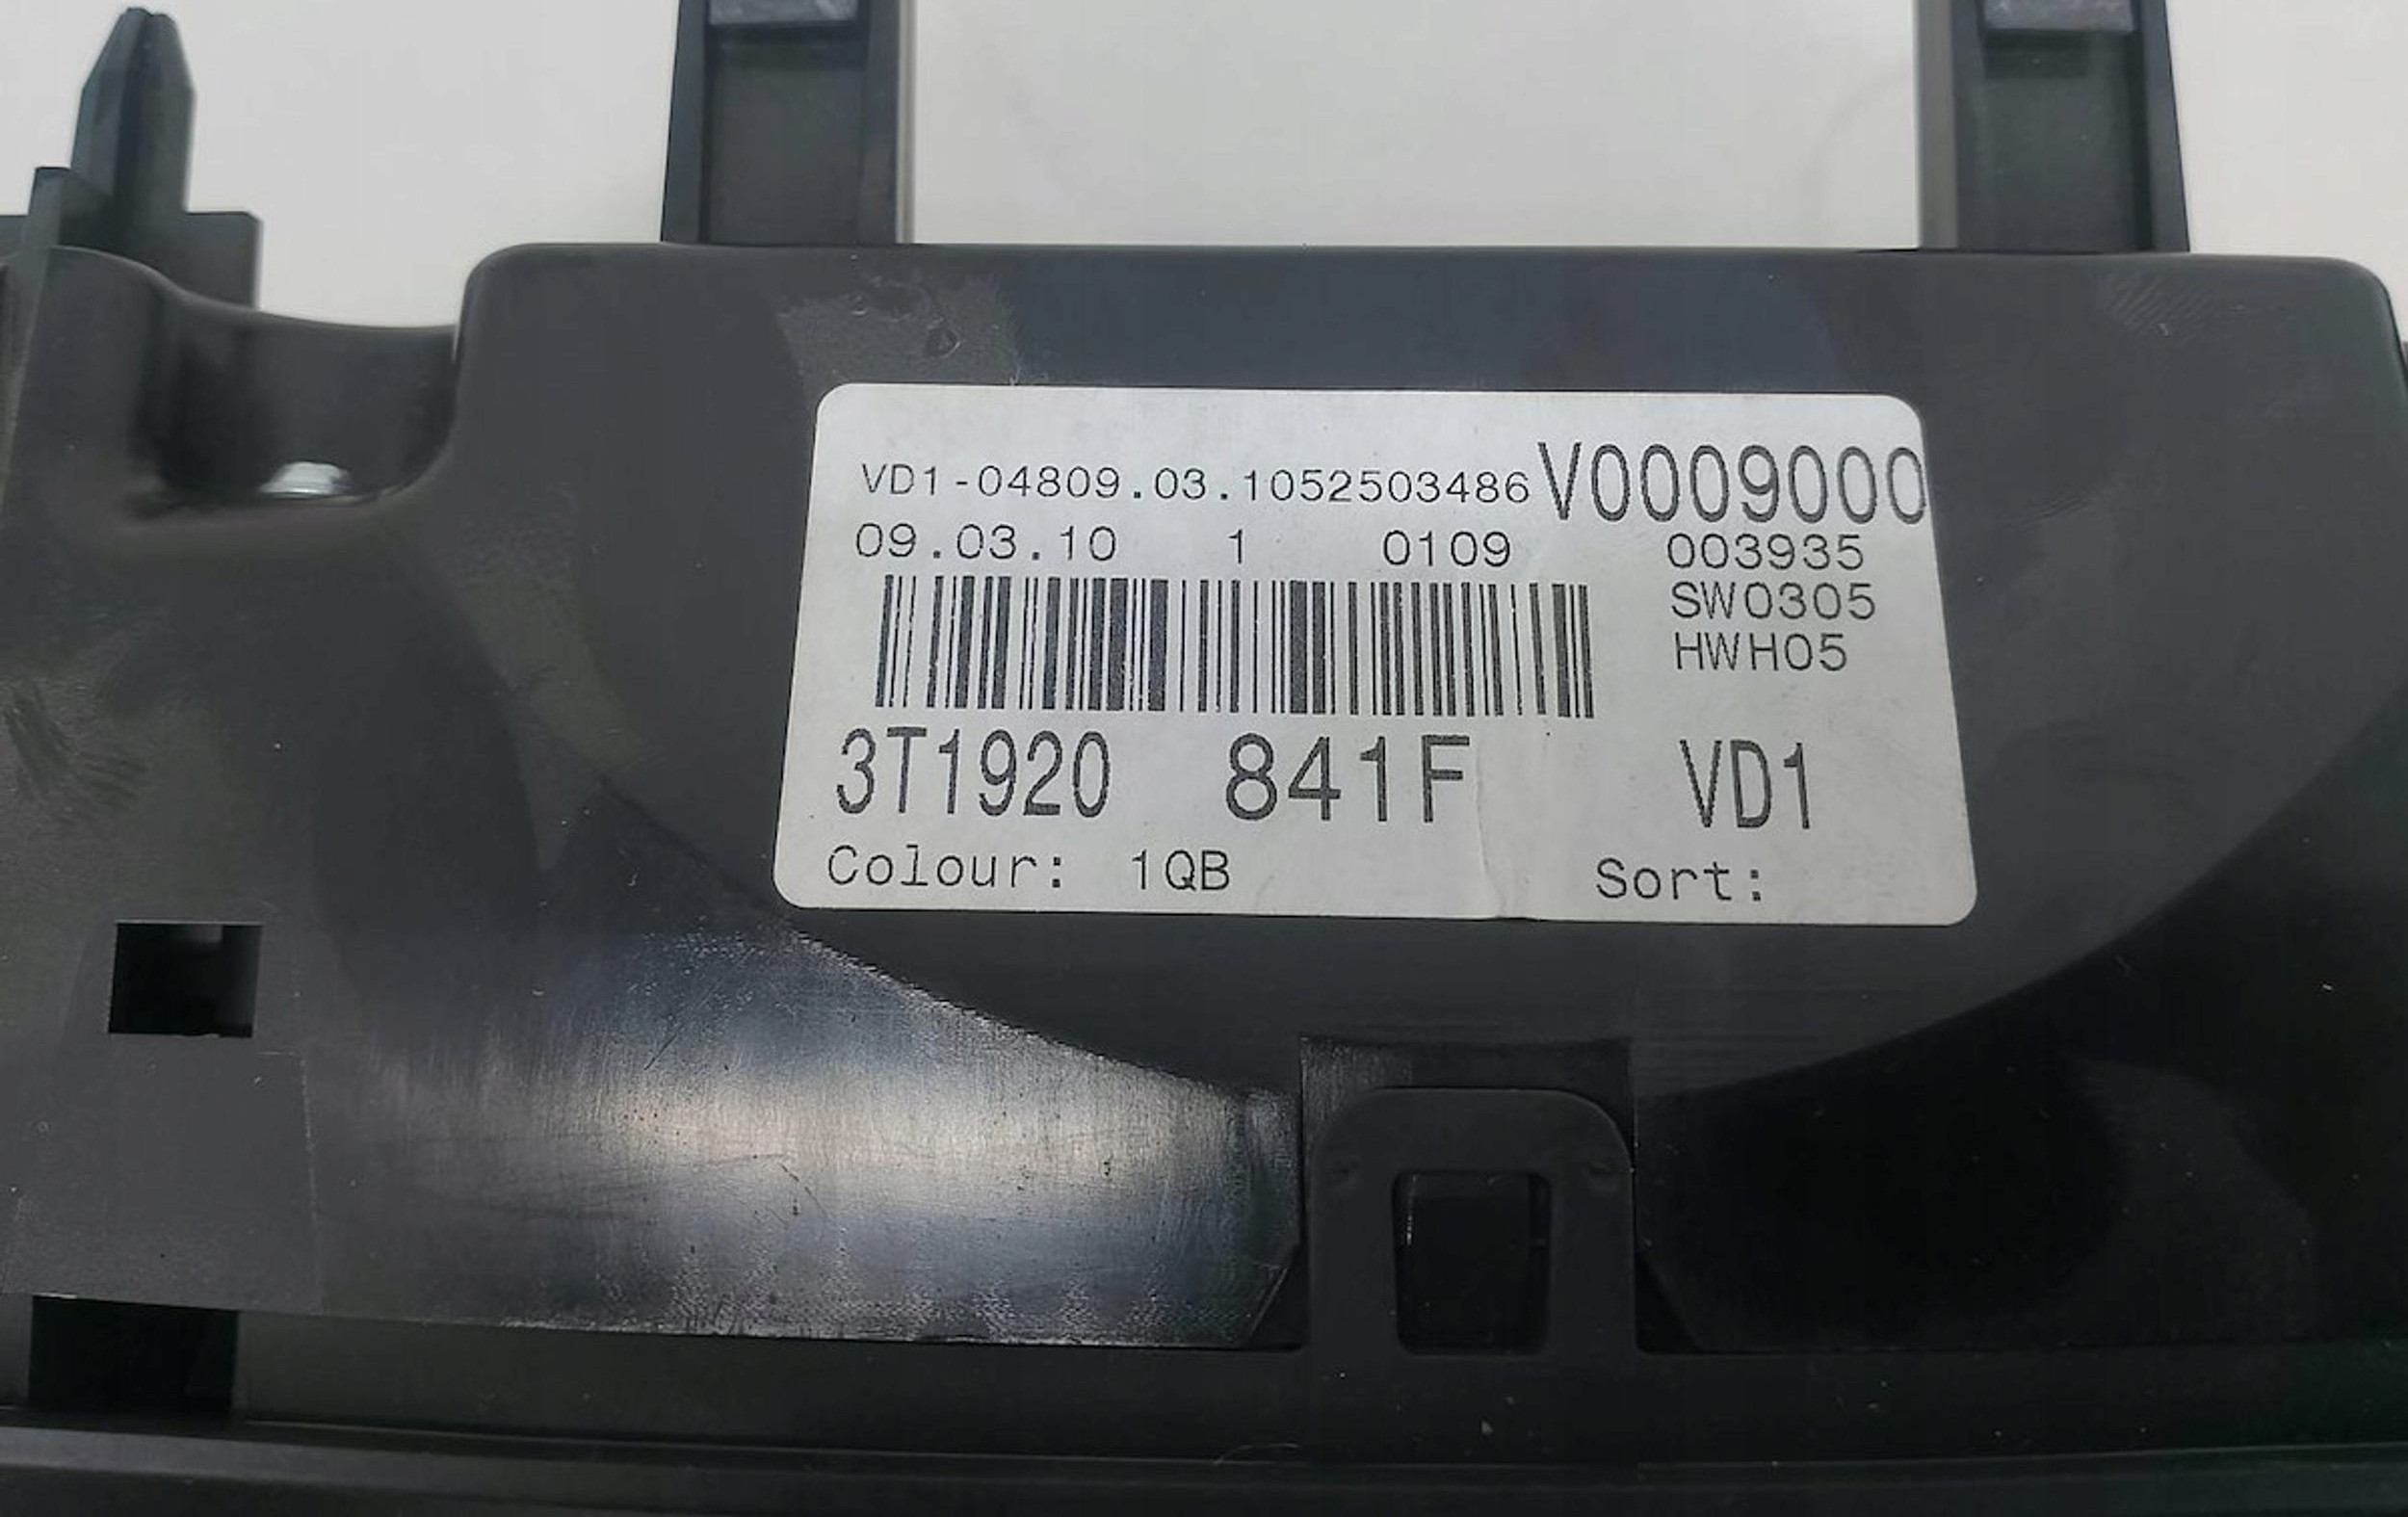 VD1-04809.03.1052503486 V0009000
09.03.10 1 0109 003935
SW0305
HWH05
3T1920 841F VD1
Colour: 1QB Sort: